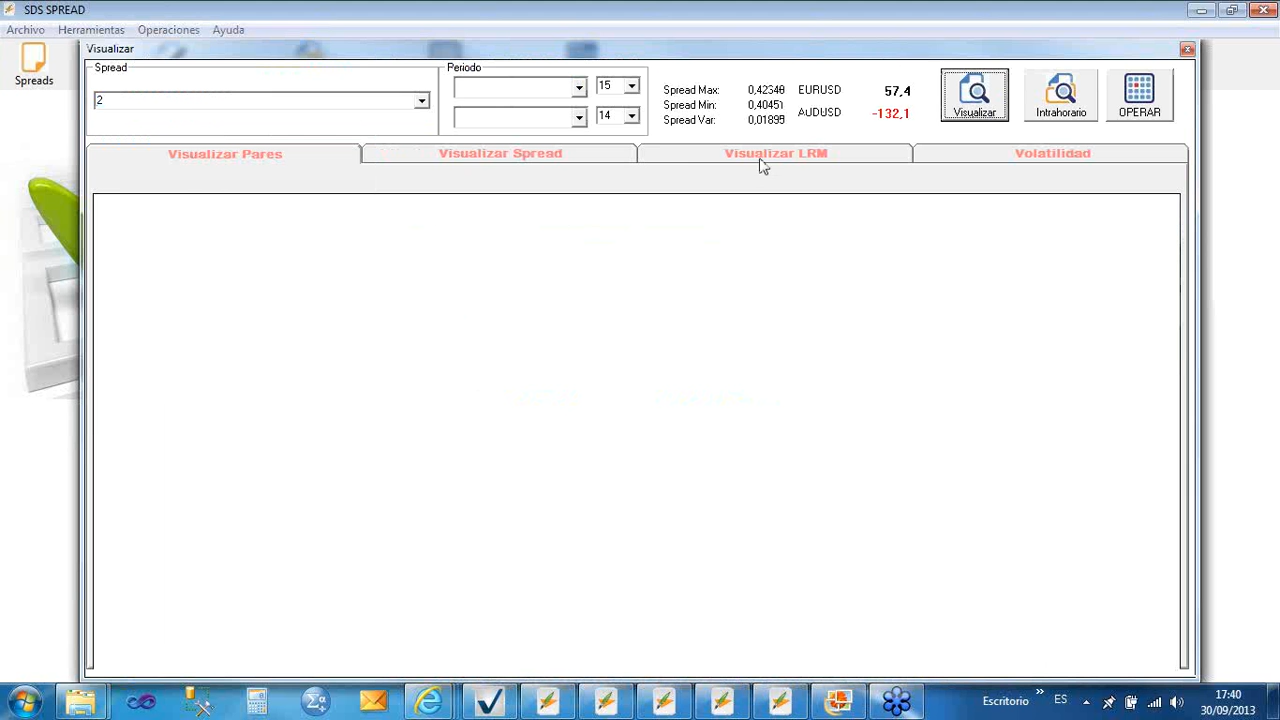 SDS SPREAD
Archivo Herramientas Operaciones Ayuda
Spreads
Visualizar
Spread
2
Periodo
15
14
Spread Max: 0,42348
Spread Min: 0,40451
Spread Var: 0,01899
EURUSD 57,4
AUDUSD -132,1
Visualizar
Intrahorario
OPERAR
Visualizar Pares
Visualizar Spread
Visualizar LRM
Volatilidad
Escritorio
ES
17:40
30/09/2013